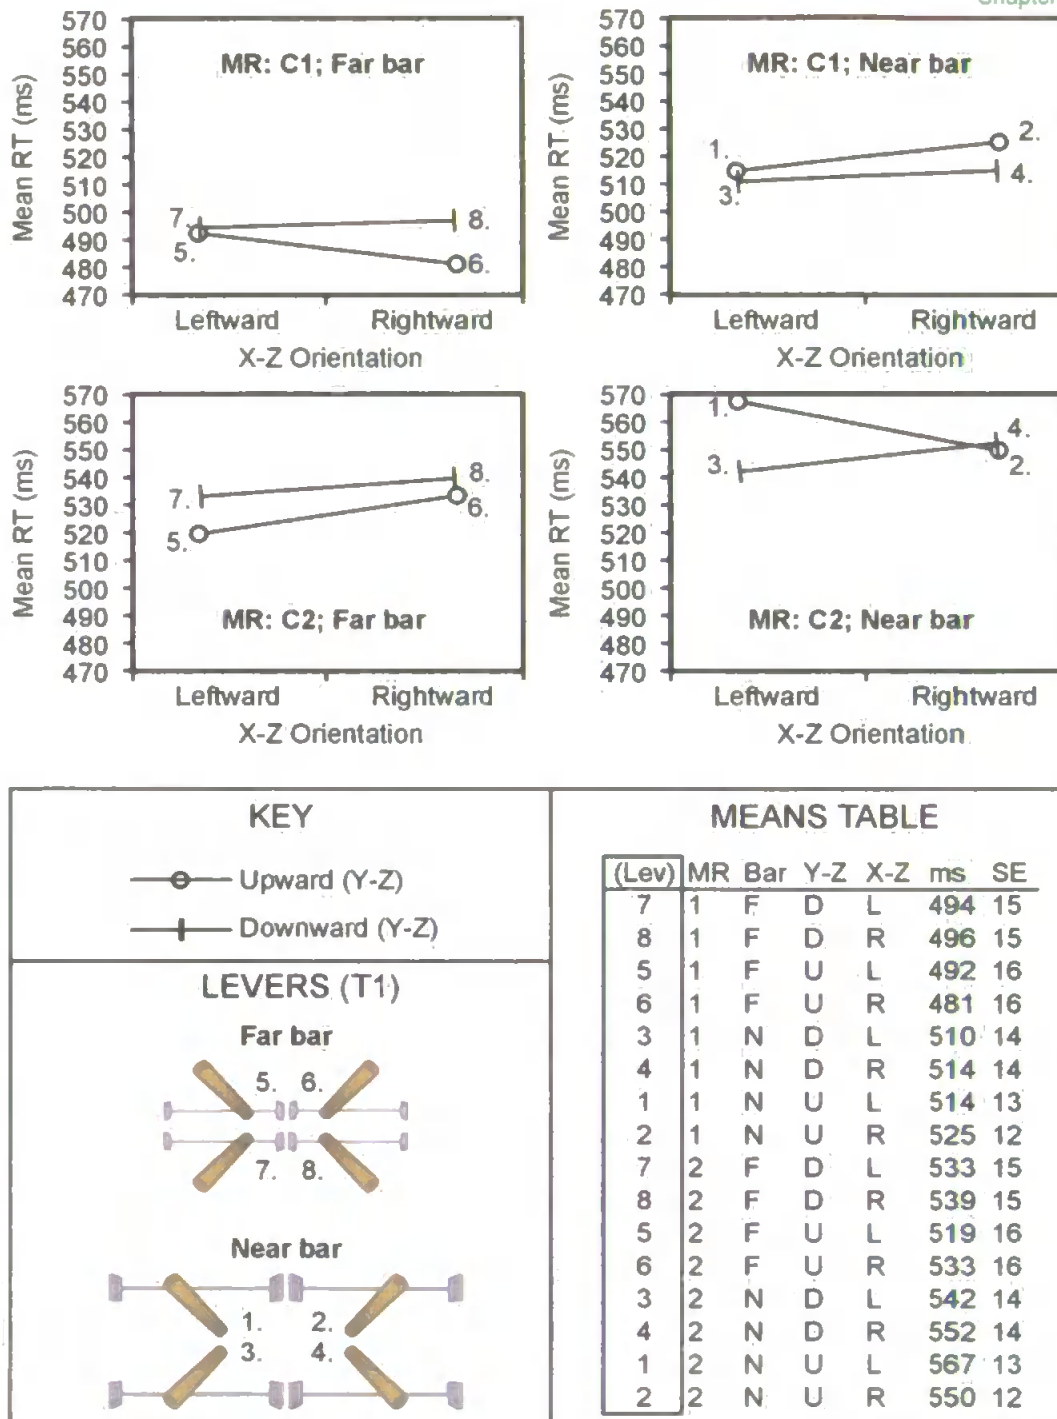 Chapter
570
560
550
540
530
520
510
500
490
480
470
Mean RT (ms)
MR: C1; Far bar
7.
5.
8.
6.
Leftward Rightward
X-Z Orientation
570
560
550
540
530
520
510
500
490
480
470
Mean RT (ms)
MR: C1; Near bar
1.
3.
2.
4.
Leftward Rightward
X-Z Orientation
570
560
550
540
530
520
510
500
490
480
470
Mean RT (ms)
7.
5.
8.
6.
MR: C2; Far bar
Leftward Rightward
X-Z Orientation
570
560
550
540
530
520
510
500
490
480
470
Mean RT (ms)
1.
3.
4.
2.
MR: C2; Near bar
Leftward Rightward
X-Z Orientation
KEY
Upward (Y-Z)
Downward (Y-Z)
LEVERS (T1)
Far bar
5. 6.
7. 8.
Near bar
1. 2.
3. 4.
MEANS TABLE
(Lev) MR Bar Y-Z X-Z ms SE
7 1 F D L 494 15
8 1 F D R 496 15
5 1 F U L 492 16
6 1 F U R 481 16
3 1 N D L 510 14
4 1 N D R 514 14
1 1 N U L 514 13
2 1 N U R 525 12
7 2 F D L 533 15
8 2 F D R 539 15
5 2 F U L 519 16
6 2 F U R 533 16
3 2 N D L 542 14
4 2 N D R 552 14
1 2 N U L 567 13
2 2 N U R 550 12